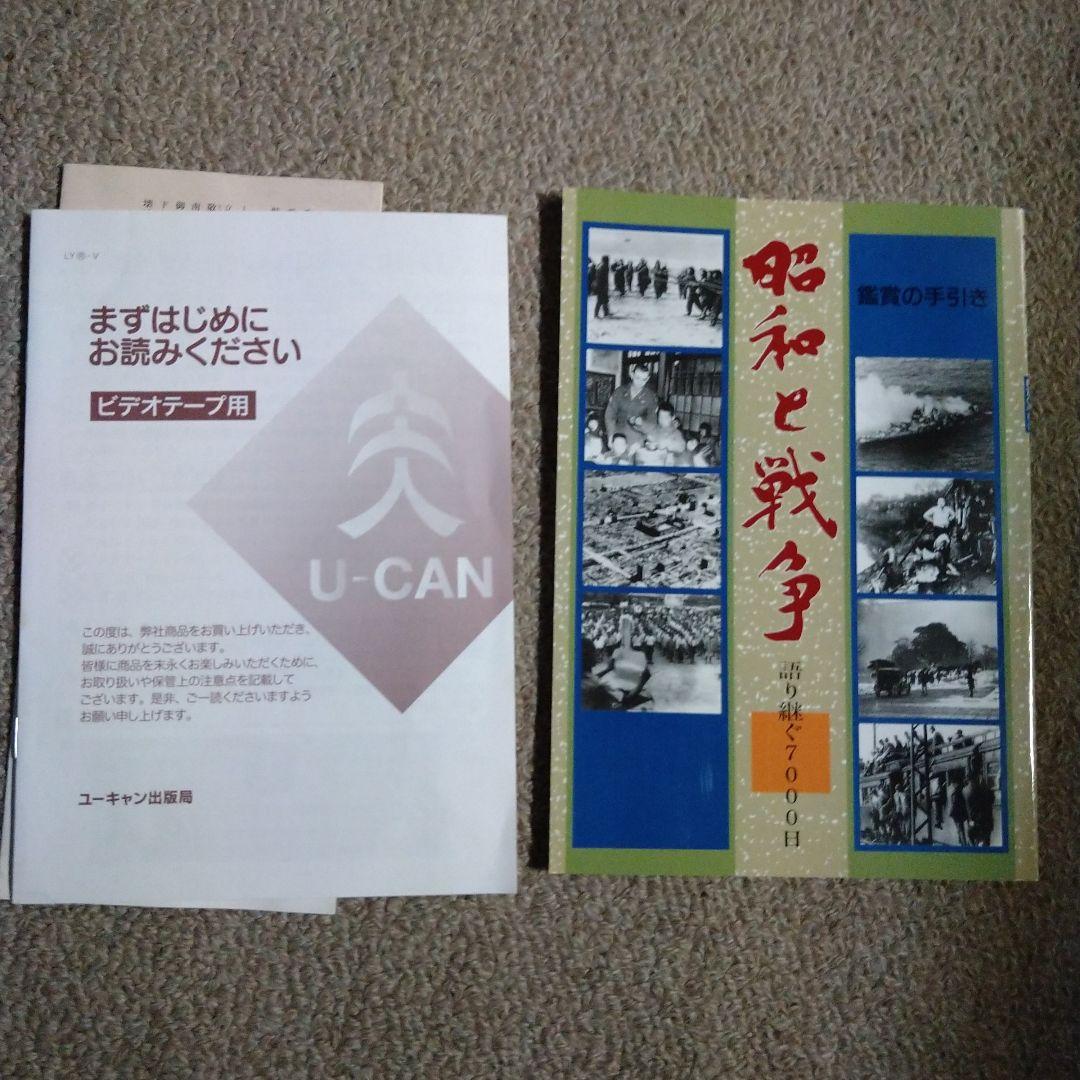 LY㊥-V
まずはじめに
お読みください
ビデオテープ用
U-CAN
この度は、弊社商品をお買い上げいただき、
誠にありがとうございます。
皆様に商品を末永くお楽しみいただくために、
お取り扱いや保管上の注意点を記載して
ございます。是非、ご一読くださいますよう
お願い申し上げます。
ユーキャン出版局
昭和と戦争
語り継ぐ7000日
鑑賞の手引き